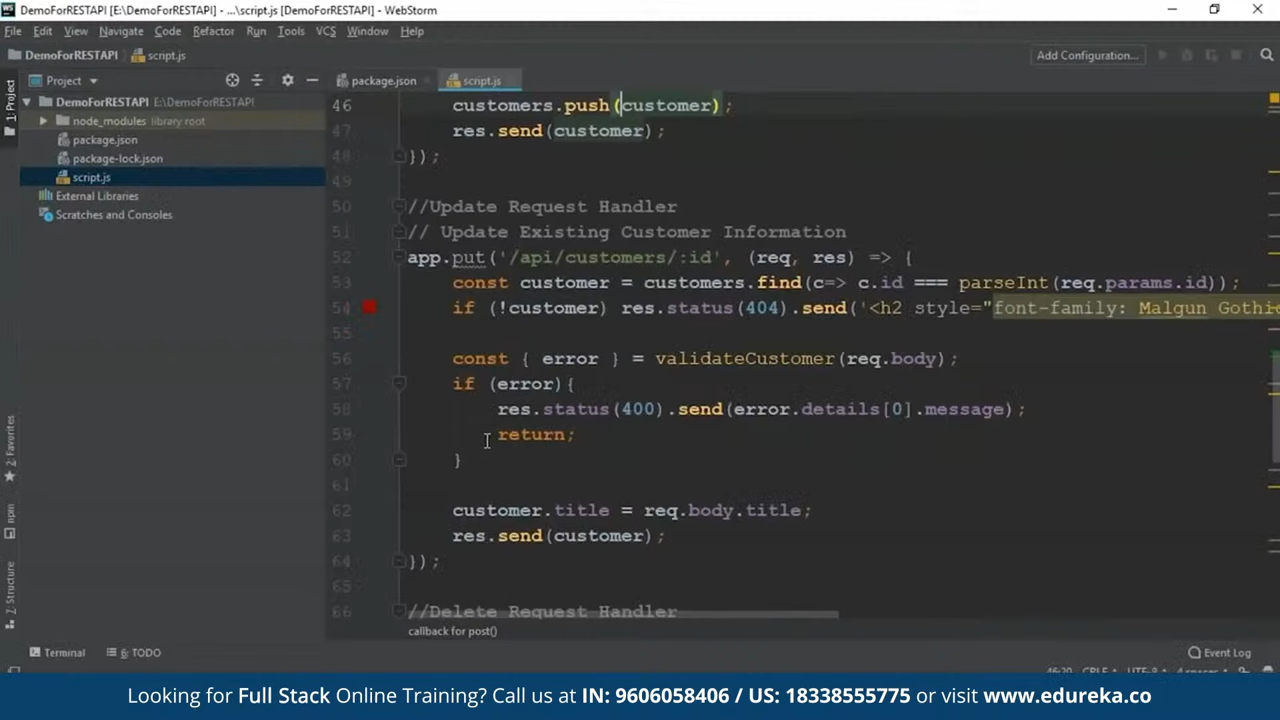 DemoForRESTAPI [E:\DemoForRESTAPI] - ...\script.js [DemoForRESTAPI] - WebStorm
File Edit View Navigate Code Refactor Run Tools VCS Window Help
DemoForRESTAPI script.js Add Configuration...
1: Project
Project
package.json script.js
DemoForRESTAPI E:\DemoForRESTAPI
node_modules library root
package.json
package-lock.json
script.js
External Libraries
Scratches and Consoles
46 customers.push(customer);
47 res.send(customer);
48 });
49
50 //Update Request Handler
51 // Update Existing Customer Information
52 app.put('/api/customers/:id', (req, res) => {
53 const customer = customers.find(c=> c.id === parseInt(req.params.id));
54 if (!customer) res.status(404).send('<h2 style="font-family: Malgun Gothi
55
56 const { error } = validateCustomer(req.body);
57 if (error){
58 res.status(400).send(error.details[0].message);
59 return;
60 }
61
62 customer.title = req.body.title;
63 res.send(customer);
64 });
65
66 //Delete Request Handler
callback for post()
2: Favorites
npm
7: Structure
Terminal 6: TODO Event Log
Looking for Full Stack Online Training? Call us at IN: 9606058406 / US: 18338555775 or visit www.edureka.co